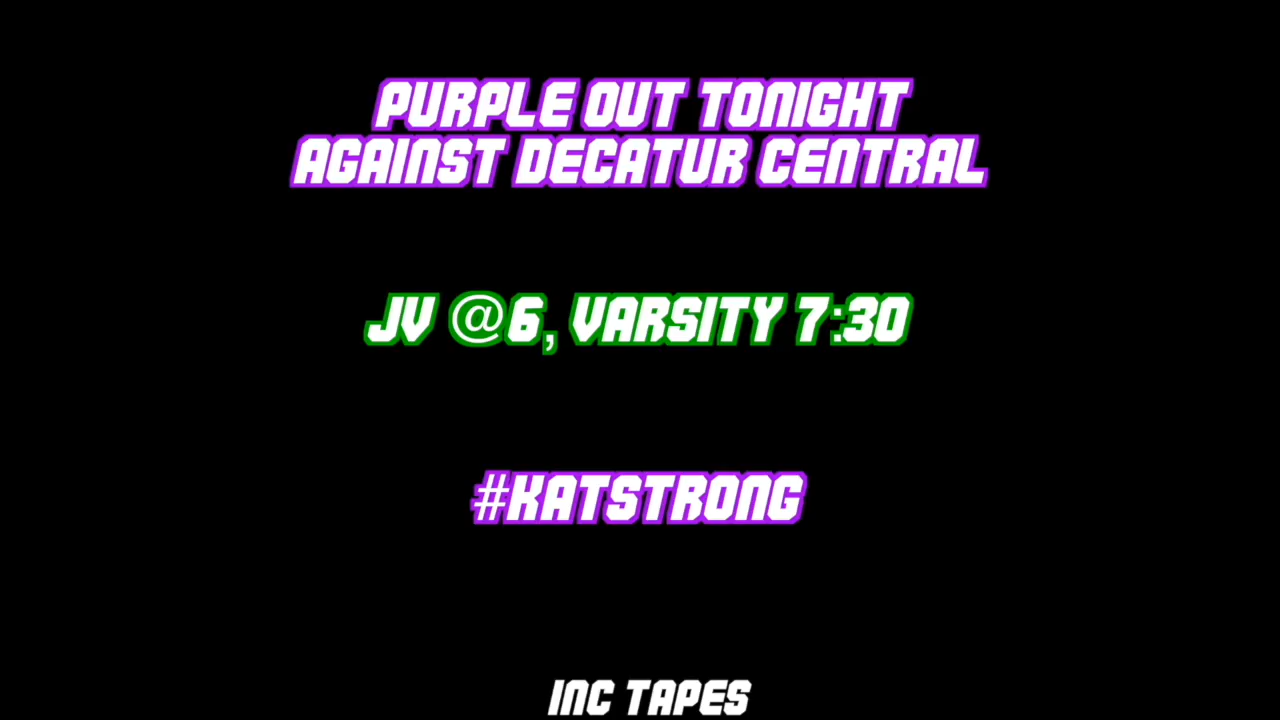 PURPLE OUT TONIGHT
AGAINST DECATUR CENTRAL
JV @6, VARSITY 7:30
#KATSTRONG
INC TAPES